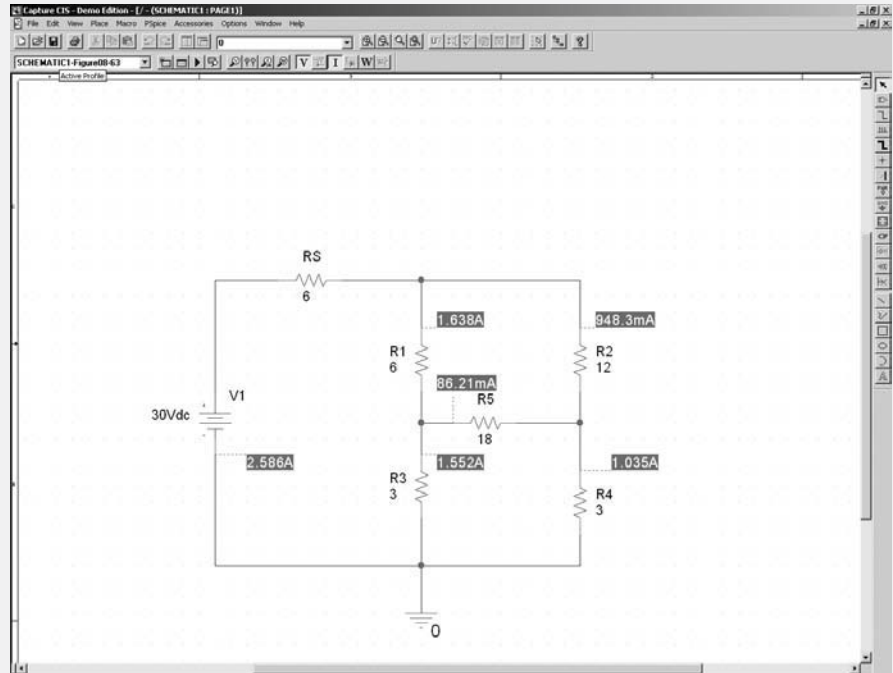 Capture CIS - Demo Edition - [/ - (SCHEMATIC1 : PAGE1)]
File Edit View Place Macro PSpice Accessories Options Window Help
0
U?
SCHEMATIC1-Figure08-63
V I W
Active Profile
RS
6
1.638A
948.3mA
R1
6
R2
12
86.21mA
R5
18
V1
30Vdc
2.586A
1.552A
1.035A
R3
3
R4
3
0